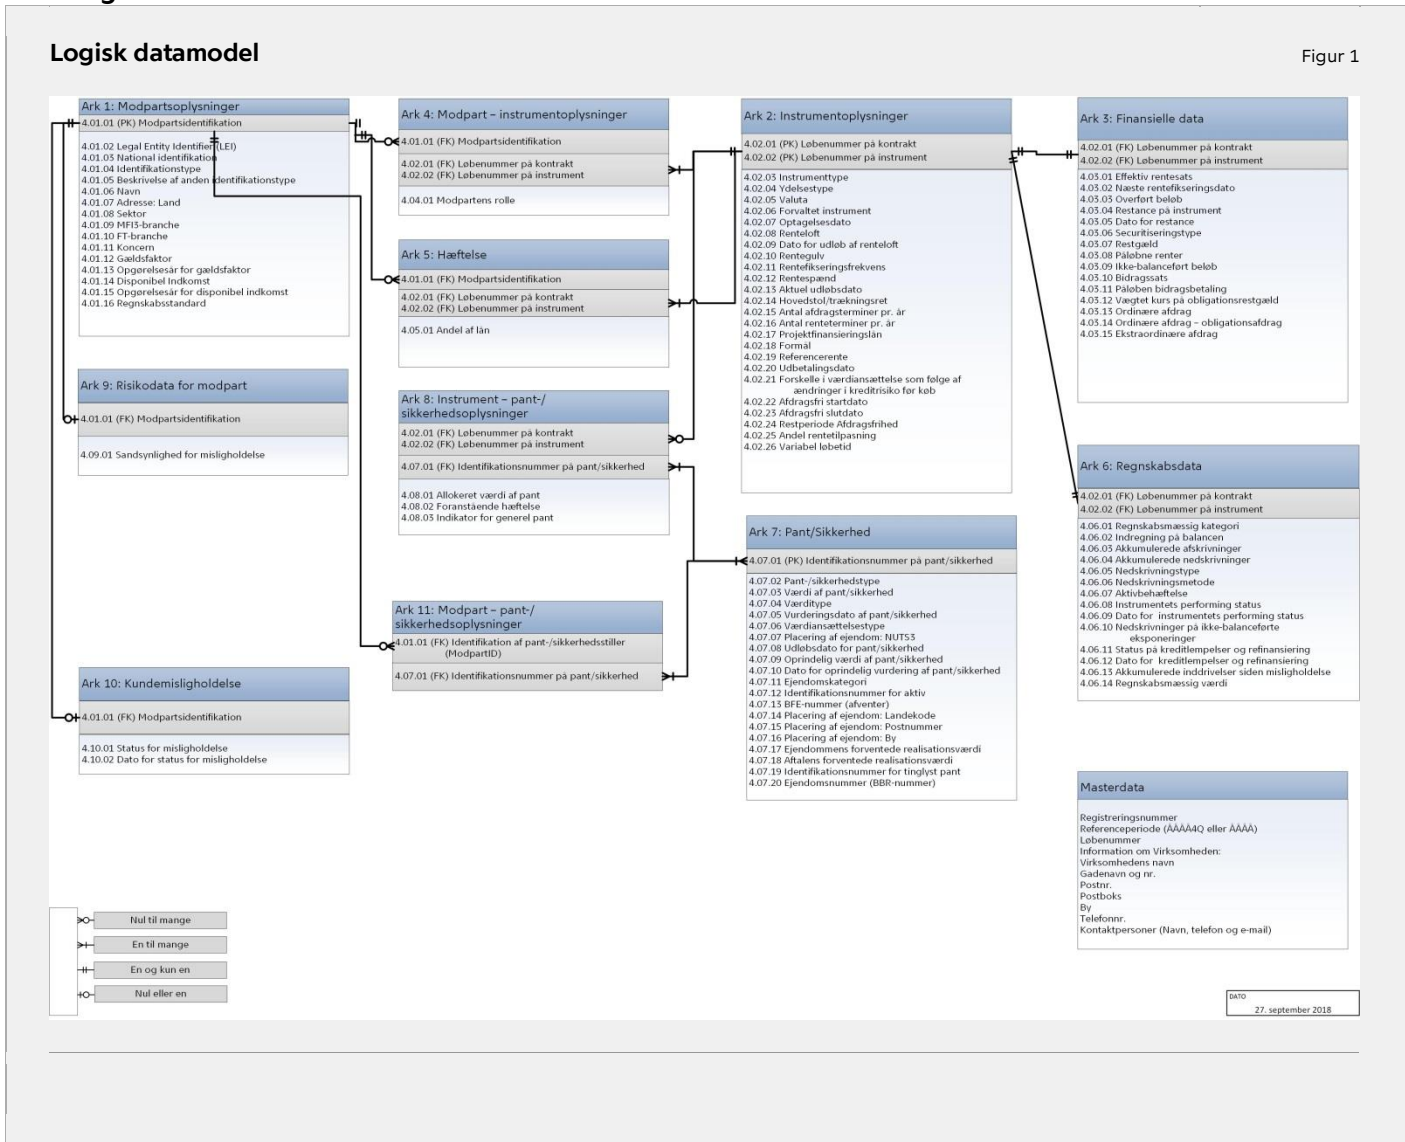 Logisk datamodel
Figur 1
Ark 1: Modpartsoplysninger
4.01.01 (PK) Modpartsidentifikation
4.01.02 Legal Entity Identifier (LEI)
4.01.03 National identifikation
4.01.04 Identifikationstype
4.01.05 Beskrivelse af anden identifikationstype
4.01.06 Navn
4.01.07 Adresse: Land
4.01.08 Sektor
4.01.09 MFI3-branche
4.01.10 FT-branche
4.01.11 Koncern
4.01.12 Gældsfaktor
4.01.13 Opgørelsesår for gældsfaktor
4.01.14 Disponibel Indkomst
4.01.15 Opgørelsesår for disponibel indkomst
4.01.16 Regnskabsstandard
Ark 9: Risikodata for modpart
4.01.01 (FK) Modpartsidentifikation
4.09.01 Sandsynlighed for misligholdelse
Ark 10: Kundemisligholdelse
4.01.01 (FK) Modpartsidentifikation
4.10.01 Status for misligholdelse
4.10.02 Dato for status for misligholdelse
Ark 4: Modpart – instrumentoplysninger
4.01.01 (FK) Modpartsidentifikation
4.02.01 (FK) Løbenummer på kontrakt
4.02.02 (FK) Løbenummer på instrument
4.04.01 Modpartens rolle
Ark 5: Hæftelse
4.01.01 (FK) Modpartsidentifikation
4.02.01 (FK) Løbenummer på kontrakt
4.02.02 (FK) Løbenummer på instrument
4.05.01 Andel af lån
Ark 8: Instrument – pant-/
sikkerhedsoplysninger
4.02.01 (FK) Løbenummer på kontrakt
4.02.02 (FK) Løbenummer på instrument
4.07.01 (FK) Identifikationsnummer på pant/sikkerhed
4.08.01 Allokeret værdi af pant
4.08.02 Foranstående hæftelse
4.08.03 Indikator for generel pant
Ark 11: Modpart – pant-/
sikkerhedsoplysninger
4.01.01 (FK) Identifikation af pant-/sikkerhedsstiller
(ModpartID)
4.07.01 (FK) Identifikationsnummer på pant/sikkerhed
Ark 2: Instrumentoplysninger
4.02.01 (PK) Løbenummer på kontrakt
4.02.02 (PK) Løbenummer på instrument
4.02.03 Instrumenttype
4.02.04 Ydelsestype
4.02.05 Valuta
4.02.06 Forvaltet instrument
4.02.07 Optagelsesdato
4.02.08 Renteloft
4.02.09 Dato for udløb af renteloft
4.02.10 Rentegulv
4.02.11 Rentefikseringsfrekvens
4.02.12 Rentespænd
4.02.13 Aktuel udløbsdato
4.02.14 Hovedstol/trækningsret
4.02.15 Antal afdragsterminer pr. år
4.02.16 Antal renteterminer pr. år
4.02.17 Projektfinansieringslån
4.02.18 Formål
4.02.19 Referencerente
4.02.20 Udbetalingsdato
4.02.21 Forskelle i værdiansættelse som følge af
ændringer i kreditrisiko før køb
4.02.22 Afdragsfri startdato
4.02.23 Afdragsfri slutdato
4.02.24 Restperiode Afdragsfrihed
4.02.25 Andel rentetilpasning
4.02.26 Variabel løbetid
Ark 7: Pant/Sikkerhed
4.07.01 (PK) Identifikationsnummer på pant/sikkerhed
4.07.02 Pant-/sikkerhedstype
4.07.03 Værdi af pant/sikkerhed
4.07.04 Værditype
4.07.05 Vurderingsdato af pant/sikkerhed
4.07.06 Værdiansættelsestype
4.07.07 Placering af ejendom: NUTS3
4.07.08 Udløbsdato for pant/sikkerhed
4.07.09 Oprindelig værdi af pant/sikkerhed
4.07.10 Dato for oprindelig vurdering af pant/sikkerhed
4.07.11 Ejendomskategori
4.07.12 Identifikationsnummer for aktiv
4.07.13 BFE-nummer (afventer)
4.07.14 Placering af ejendom: Landekode
4.07.15 Placering af ejendom: Postnummer
4.07.16 Placering af ejendom: By
4.07.17 Ejendommens forventede realisationsværdi
4.07.18 Aftalens forventede realisationsværdi
4.07.19 Identifikationsnummer for tinglyst pant
4.07.20 Ejendomsnummer (BBR-nummer)
Ark 3: Finansielle data
4.02.01 (FK) Løbenummer på kontrakt
4.02.02 (FK) Løbenummer på instrument
4.03.01 Effektiv rentesats
4.03.02 Næste rentefikseringsdato
4.03.03 Overført beløb
4.03.04 Restance på instrument
4.03.05 Dato for restance
4.03.06 Securitiseringstype
4.03.07 Restgæld
4.03.08 Påløbne renter
4.03.09 Ikke-balanceført beløb
4.03.10 Bidragssats
4.03.11 Påløben bidragsbetaling
4.03.12 Vægtet kurs på obligationsrestgæld
4.03.13 Ordinære afdrag
4.03.14 Ordinære afdrag – obligationsafdrag
4.03.15 Ekstraordinære afdrag
Ark 6: Regnskabsdata
4.02.01 (FK) Løbenummer på kontrakt
4.02.02 (FK) Løbenummer på instrument
4.06.01 Regnskabsmæssig kategori
4.06.02 Indregning på balancen
4.06.03 Akkumulerede afskrivninger
4.06.04 Akkumulerede nedskrivninger
4.06.05 Nedskrivningstype
4.06.06 Nedskrivningsmetode
4.06.07 Aktivbehæftelse
4.06.08 Instrumentets performing status
4.06.09 Dato for instrumentets performing status
4.06.10 Nedskrivninger på ikke-balanceførte
eksponeringer
4.06.11 Status på kreditlempelser og refinansiering
4.06.12 Dato for kreditlempelser og refinansiering
4.06.13 Akkumulerede inddrivelser siden misligholdelse
4.06.14 Regnskabsmæssig værdi
Masterdata
Registreringsnummer
Referenceperiode (ÅÅÅÅ4Q eller ÅÅÅÅ)
Løbenummer
Information om Virksomheden:
Virksomhedens navn
Gadenavn og nr.
Postnr.
Postboks
By
Telefonnr.
Kontaktpersoner (Navn, telefon og e-mail)
Nul til mange
En til mange
En og kun en
Nul eller en
DATO
27. september 2018